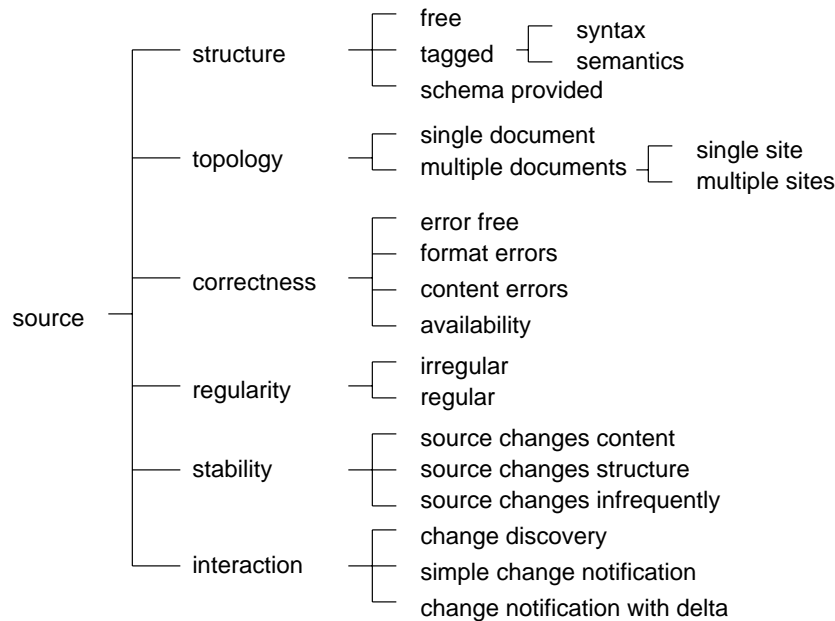 source
structure
free
tagged
syntax
semantics
schema provided
topology
single document
multiple documents
single site
multiple sites
correctness
error free
format errors
content errors
availability
regularity
irregular
regular
stability
source changes content
source changes structure
source changes infrequently
interaction
change discovery
simple change notification
change notification with delta